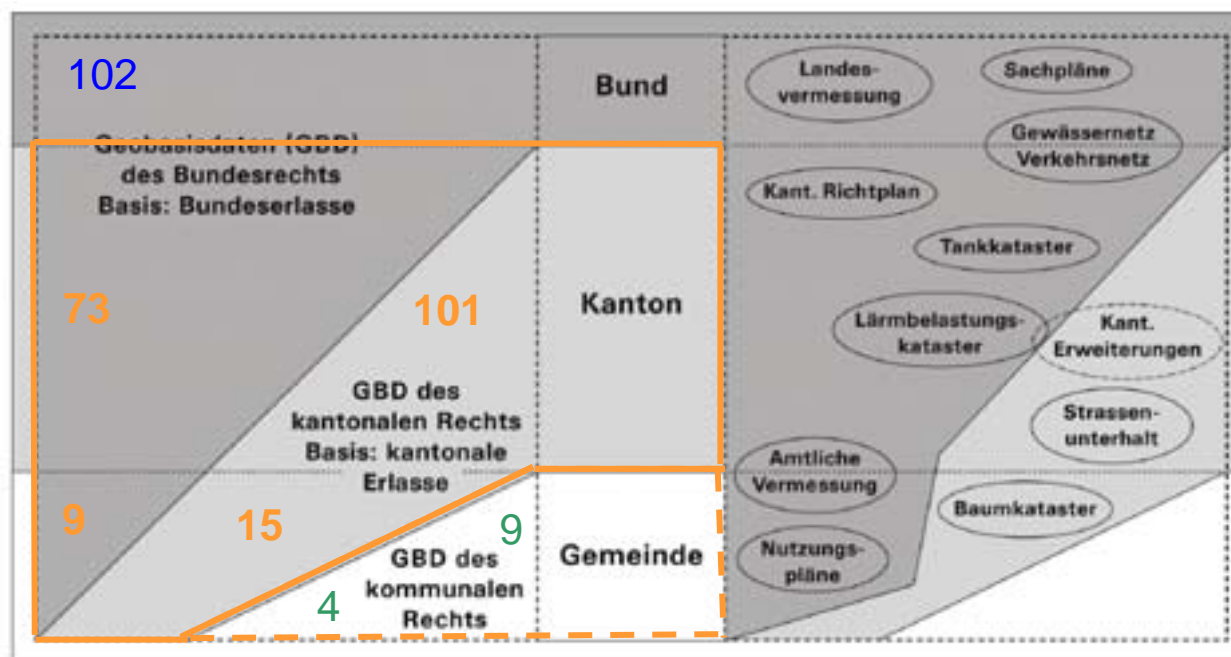 102
Geobasisdaten (GBD)
des Bundesrechts
Basis: Bundeserlasse
73
101
GBD des
kantonalen Rechts
Basis: kantonale
Erlasse
9
15
9
GBD des
kommunalen
Rechts
4
Bund
Kanton
Gemeinde
Landes-
vermessung
Sachpläne
Gewässernetz
Verkehrsnetz
Kant. Richtplan
Tankkataster
Lärmbelastungs-
kataster
Kant.
Erweiterungen
Strassen-
unterhalt
Amtliche
Vermessung
Baumkataster
Nutzungs-
pläne